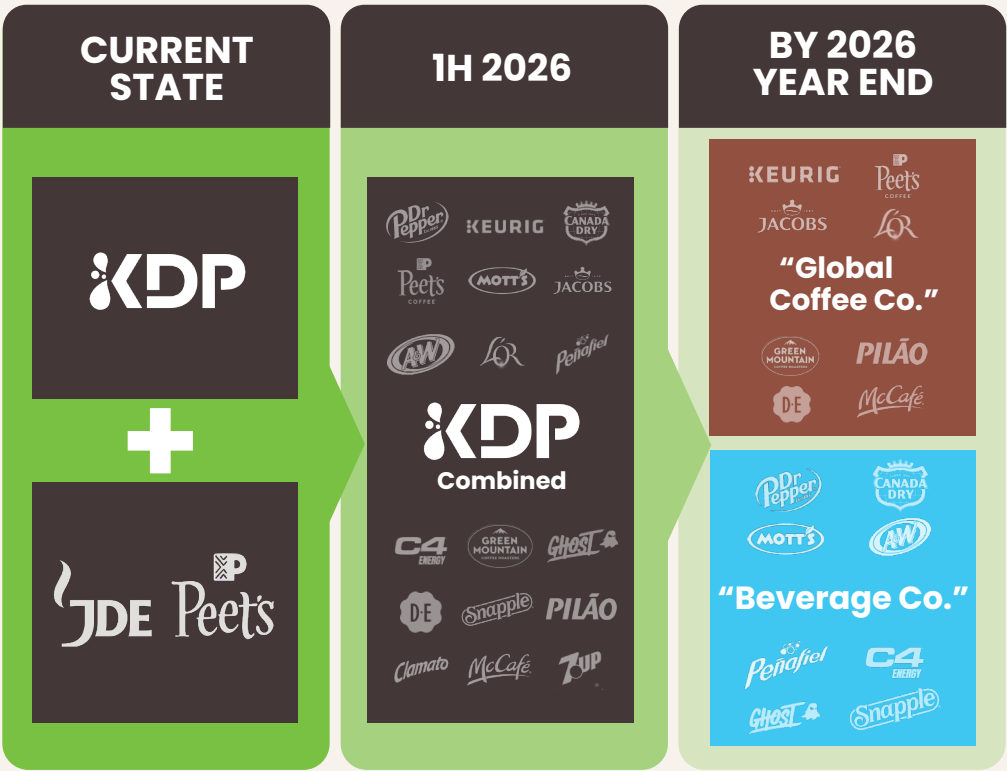 CURRENT
STATE
KDP
JDE Peet's
1H 2026
Dr Pepper KEURIG CANADA DRY
Peet's COFFEE MOTT'S JACOBS
A&W L'OR Peñafiel
KDP
Combined
C4 ENERGY GREEN MOUNTAIN COFFEE ROASTERS GHOST
D·E Snapple PILÃO
Clamato McCafé 7UP
BY 2026
YEAR END
KEURIG Peet's COFFEE
JACOBS L'OR
“Global
Coffee Co.”
GREEN MOUNTAIN COFFEE ROASTERS PILÃO
D·E McCafé
Dr Pepper CANADA DRY
MOTT'S A&W
“Beverage Co.”
Peñafiel C4 ENERGY
GHOST Snapple